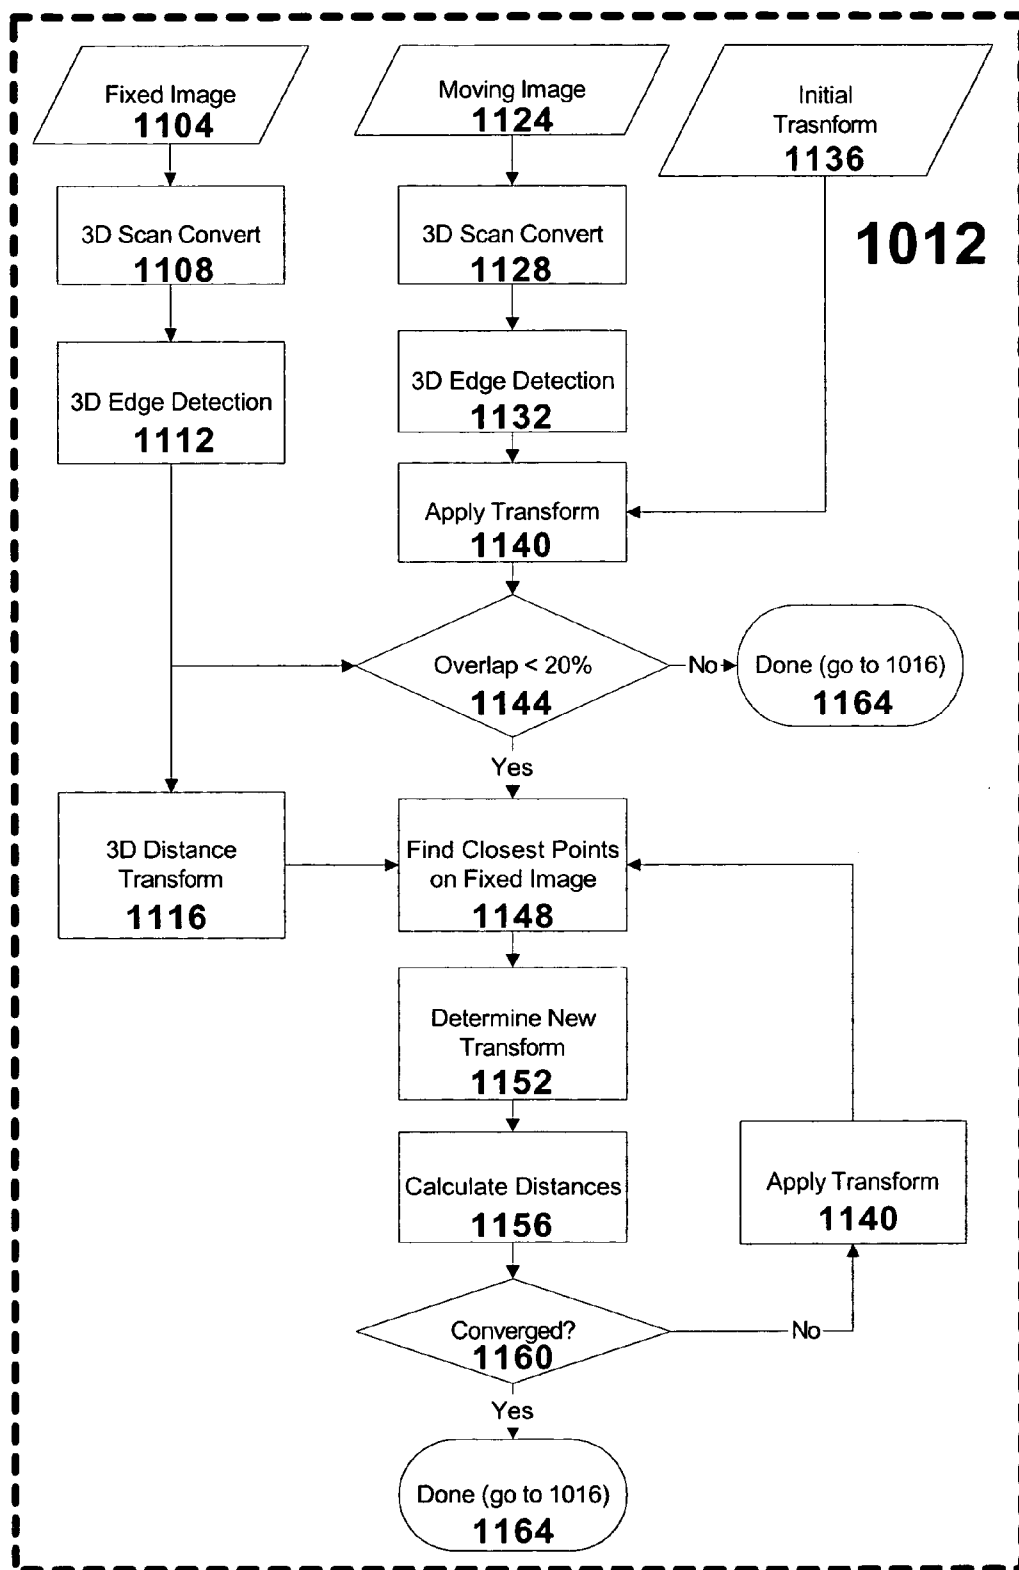 Fixed Image
1104
Moving Image
1124
Initial
Trasnform
1136
3D Scan Convert
1108
3D Scan Convert
1128
1012
3D Edge Detection
1112
3D Edge Detection
1132
Apply Transform
1140
Overlap < 20%
1144
No
Done (go to 1016)
1164
Yes
3D Distance
Transform
1116
Find Closest Points
on Fixed Image
1148
Determine New
Transform
1152
Calculate Distances
1156
Apply Transform
1140
Converged?
1160
No
Yes
Done (go to 1016)
1164